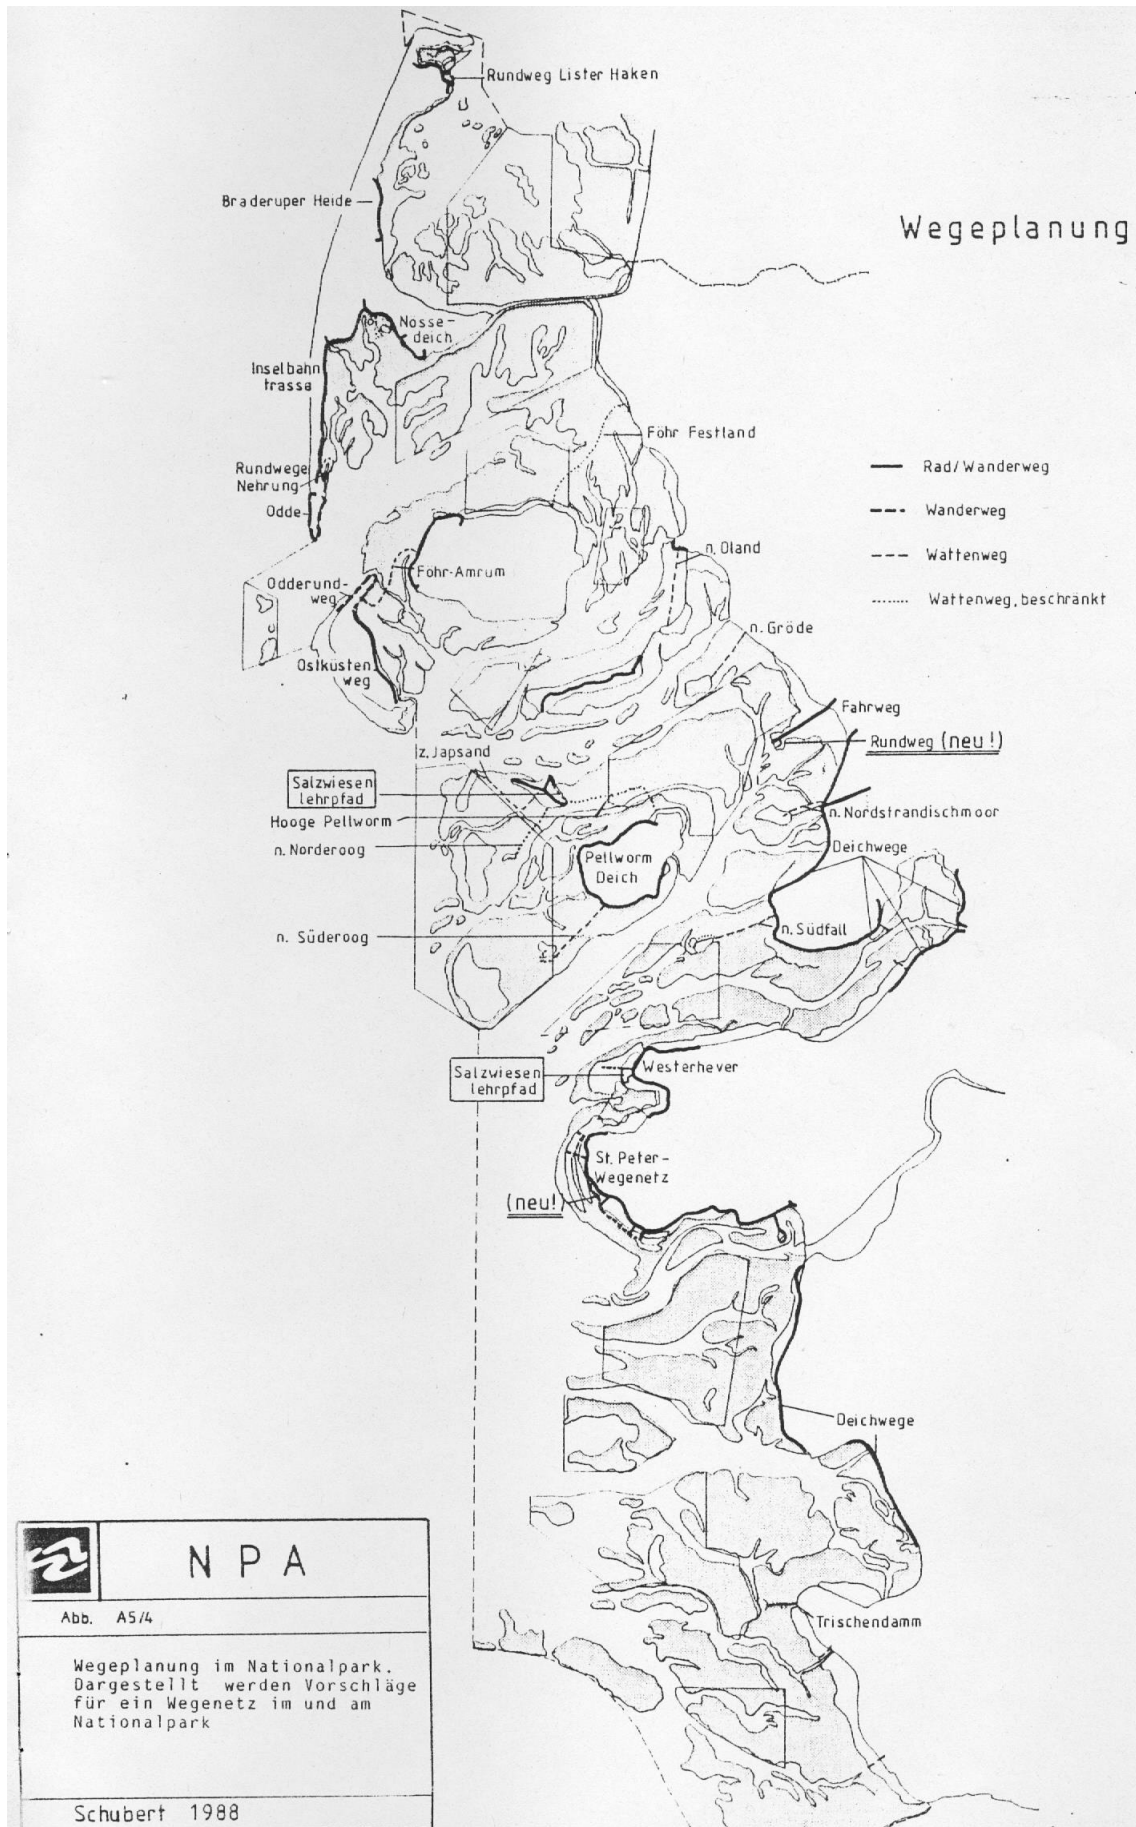 Rundweg Lister Haken
Braderuper Heide
Wegeplanung
Nösse-
deich
Inselbahn
trasse
Föhr Festland
Rundwege
Nehrung
Odde
Rad/Wanderweg
Wanderweg
Wattenweg
Wattenweg, beschränkt
n. Oland
Föhr-Amrum
Odderund-
weg
n. Gröde
Ostküsten
weg
Fahrweg
Rundweg (neu!)
z. Japsand
Salzwiesen
lehrpfad
Hooge Pellworm
n. Nordstrandischmoor
n. Norderoog
Deichwege
Pellworm
Deich
n. Süderoog
n. Südfall
Westerhever
Salzwiesen
lehrpfad
St. Peter-
Wegenetz
(neu!)
Deichwege
Trischendamm
NPA
Abb. A5/4
Wegeplanung im Nationalpark.
Dargestellt werden Vorschläge
für ein Wegenetz im und am
Nationalpark
Schubert 1988